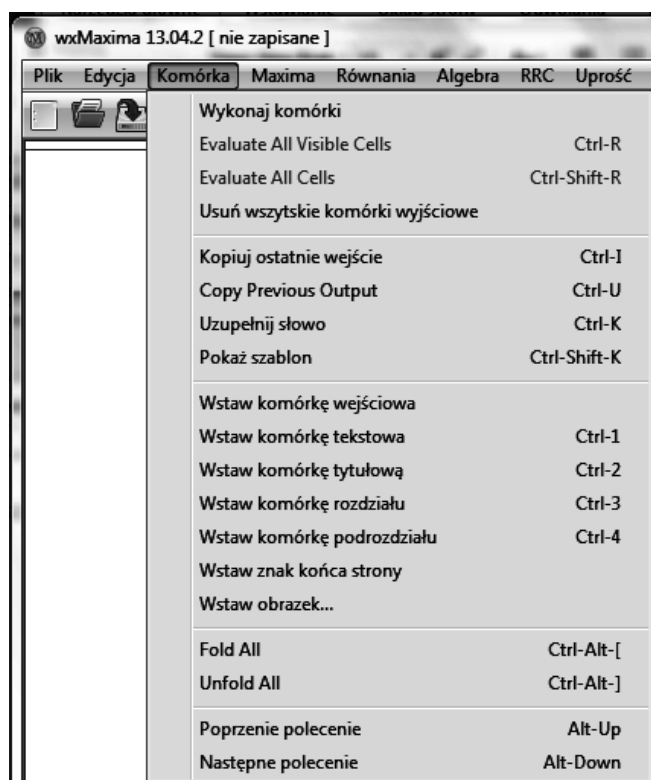 wxMaxima 13.04.2 [ nie zapisane ]
Plik Edycja Komórka Maxima Równania Algebra RRC Uprość
Wykonaj komórki
Evaluate All Visible Cells Ctrl-R
Evaluate All Cells Ctrl-Shift-R
Usuń wszytskie komórki wyjściowe
Kopiuj ostatnie wejście Ctrl-I
Copy Previous Output Ctrl-U
Uzupełnij słowo Ctrl-K
Pokaż szablon Ctrl-Shift-K
Wstaw komórkę wejściowa
Wstaw komórkę tekstowa Ctrl-1
Wstaw komórkę tytułową Ctrl-2
Wstaw komórkę rozdziału Ctrl-3
Wstaw komórkę podrozdziału Ctrl-4
Wstaw znak końca strony
Wstaw obrazek...
Fold All Ctrl-Alt-[
Unfold All Ctrl-Alt-]
Poprzenie polecenie Alt-Up
Następne polecenie Alt-Down